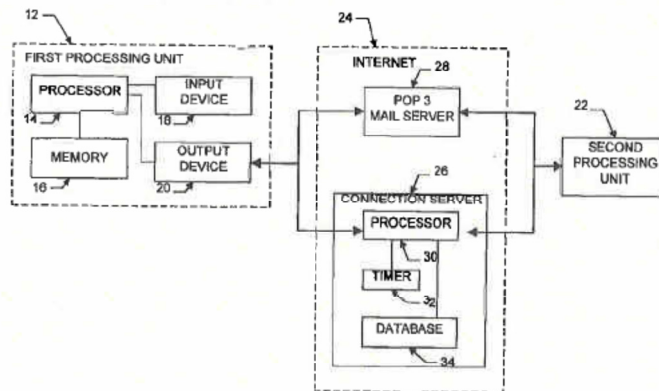 12
FIRST PROCESSING UNIT
PROCESSOR
14
INPUT DEVICE
18
MEMORY
16
OUTPUT DEVICE
20
24
INTERNET
28
POP 3
MAIL SERVER
26
CONNECTION SERVER
PROCESSOR
30
TIMER
32
DATABASE
34
22
SECOND
PROCESSING
UNIT